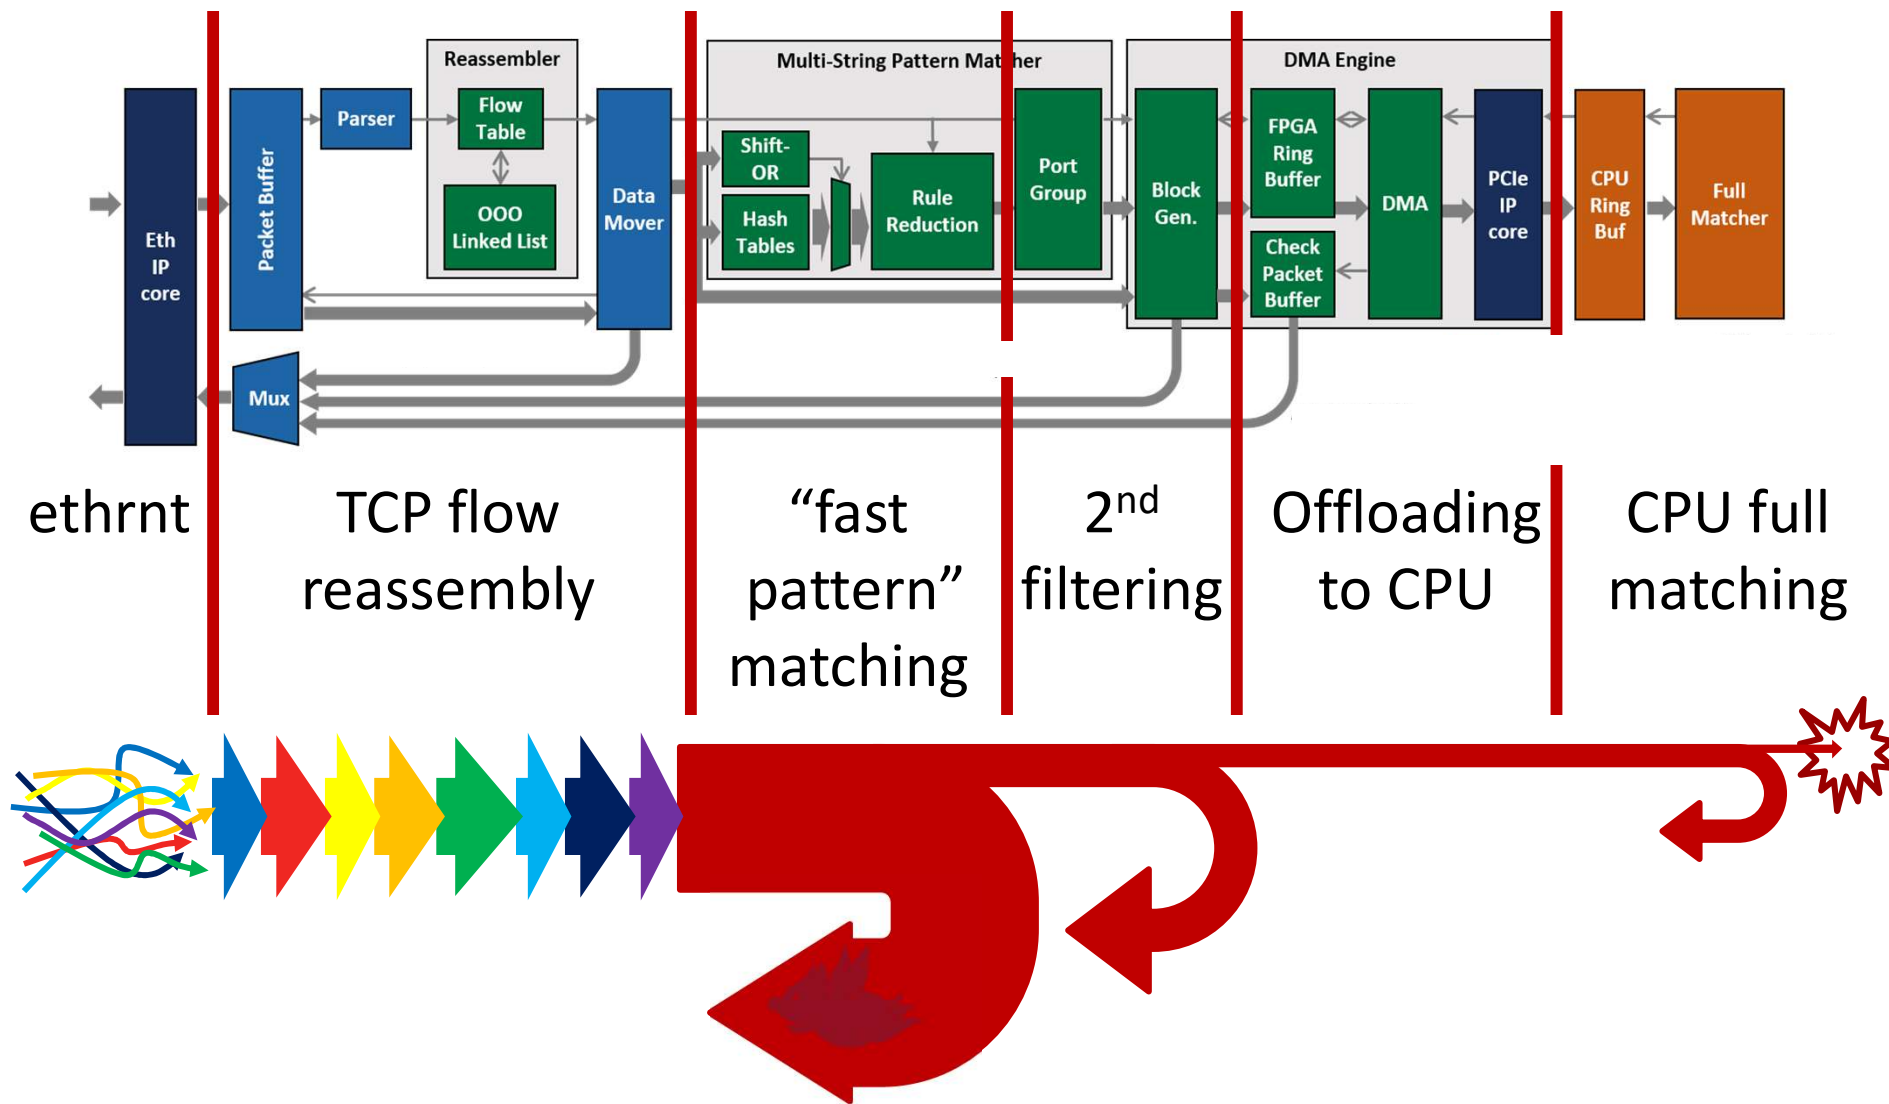 Reassembler
Multi-String Pattern Matcher
DMA Engine
Eth
IP
core
Packet Buffer
Parser
Flow
Table
OOO
Linked List
Data
Mover
Shift-
OR
Hash
Tables
Rule
Reduction
Port
Group
Block
Gen.
FPGA
Ring
Buffer
Check
Packet
Buffer
DMA
PCIe
IP
core
CPU
Ring
Buf
Full
Matcher
Mux
ethrnt
TCP flow
reassembly
“fast
pattern”
matching
2nd
filtering
Offloading
to CPU
CPU full
matching